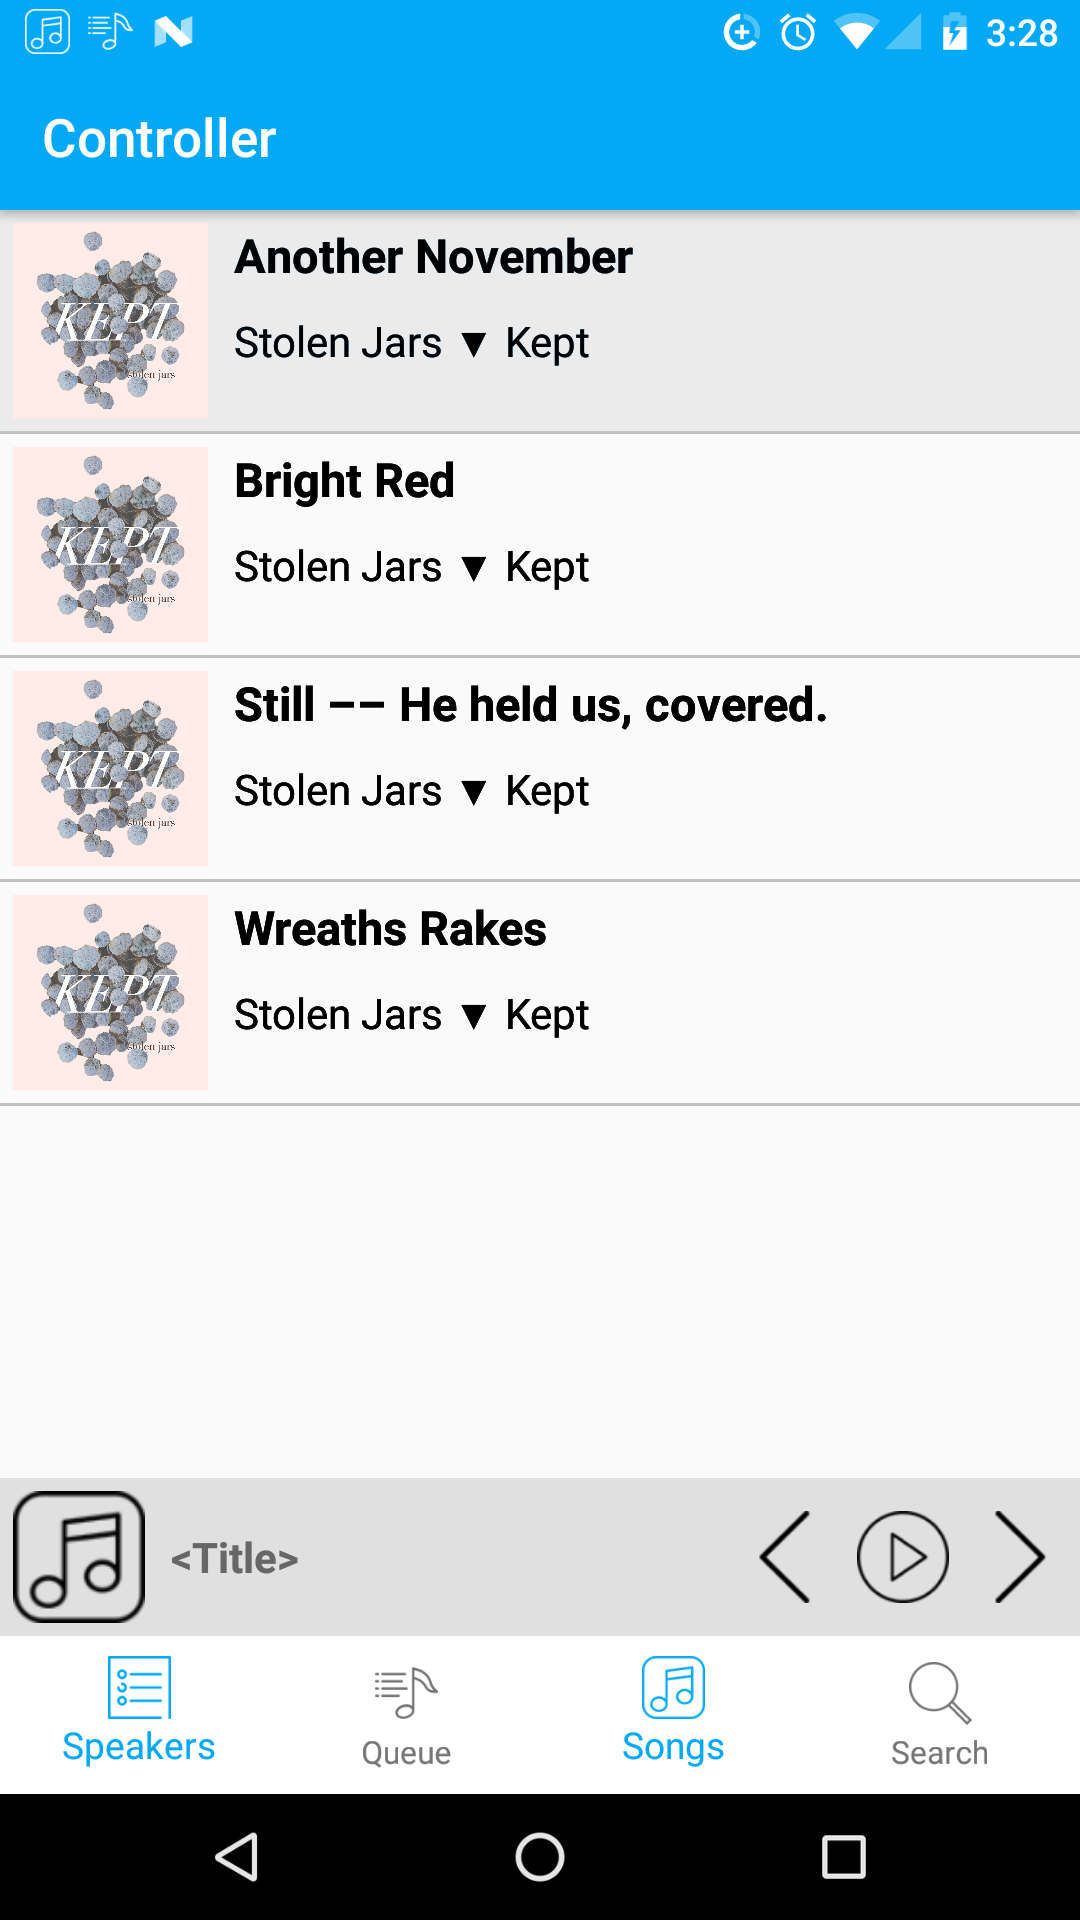 3:28
Controller
KEPT
stolen jars
Another November
Stolen Jars ▼ Kept
KEPT
stolen jars
Bright Red
Stolen Jars ▼ Kept
KEPT
stolen jars
Still –– He held us, covered.
Stolen Jars ▼ Kept
KEPT
stolen jars
Wreaths Rakes
Stolen Jars ▼ Kept
<Title>
Speakers
Queue
Songs
Search